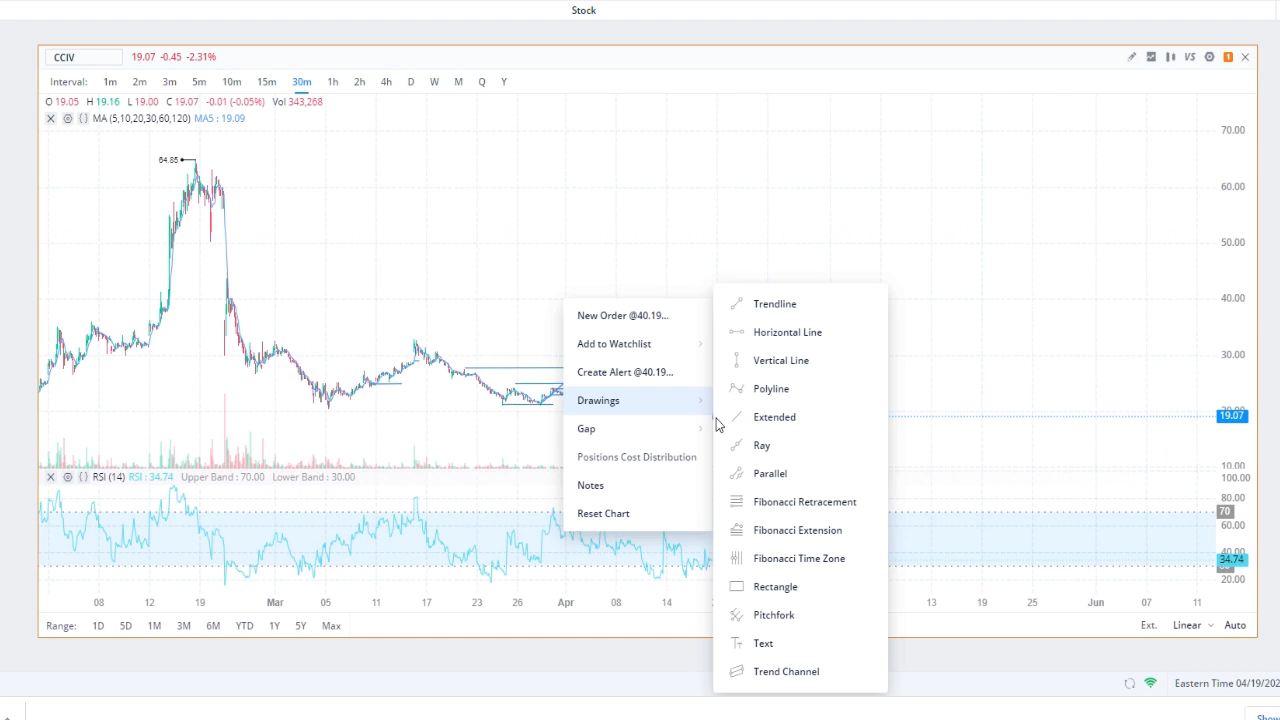 Stock
CCIV 19.07 -0.45 -2.31% VS 1
Interval: 1m 2m 3m 5m 10m 15m 30m 1h 2h 4h D W M Q Y
O 19.05 H 19.16 L 19.00 C 19.07 -0.01 (-0.05%) Vol 343,268
MA (5,10,20,30,60,120) MA5 : 19.09
70.00
64.85
60.00
50.00
40.00
30.00
20.00
19.07
10.00
New Order @40.19...
Add to Watchlist
Create Alert @40.19...
Drawings
Gap
Positions Cost Distribution
Notes
Reset Chart
Trendline
Horizontal Line
Vertical Line
Polyline
Extended
Ray
Parallel
Fibonacci Retracement
Fibonacci Extension
Fibonacci Time Zone
Rectangle
Pitchfork
Text
Trend Channel
RSI (14) RSI : 34.74 Upper Band : 70.00 Lower Band : 30.00
100.00
80.00
70
60.00
40.00
34.74
20.00
08 12 19 Mar 05 11 17 23 26 Apr 08 14 13 19 25 Jun 07 11
Range: 1D 5D 1M 3M 6M YTD 1Y 5Y Max Ext. Linear Auto
Eastern Time 04/19/202
Show